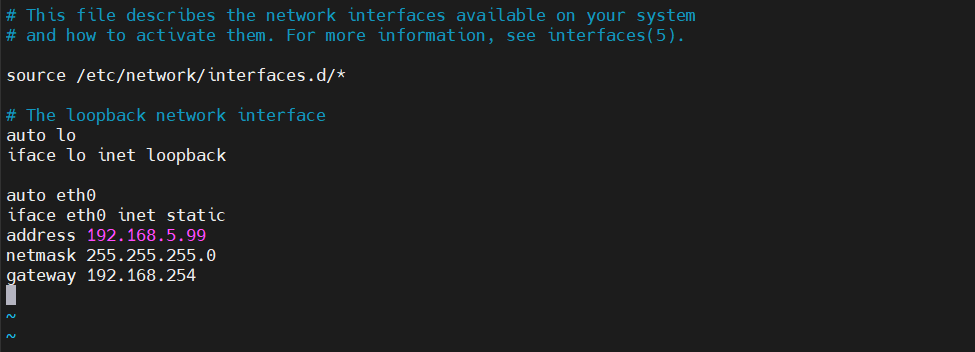 # This file describes the network interfaces available on your system
# and how to activate them. For more information, see interfaces(5).
source /etc/network/interfaces.d/*
# The loopback network interface
auto lo
iface lo inet loopback
auto eth0
iface eth0 inet static
address 192.168.5.99
netmask 255.255.255.0
gateway 192.168.254
~
~